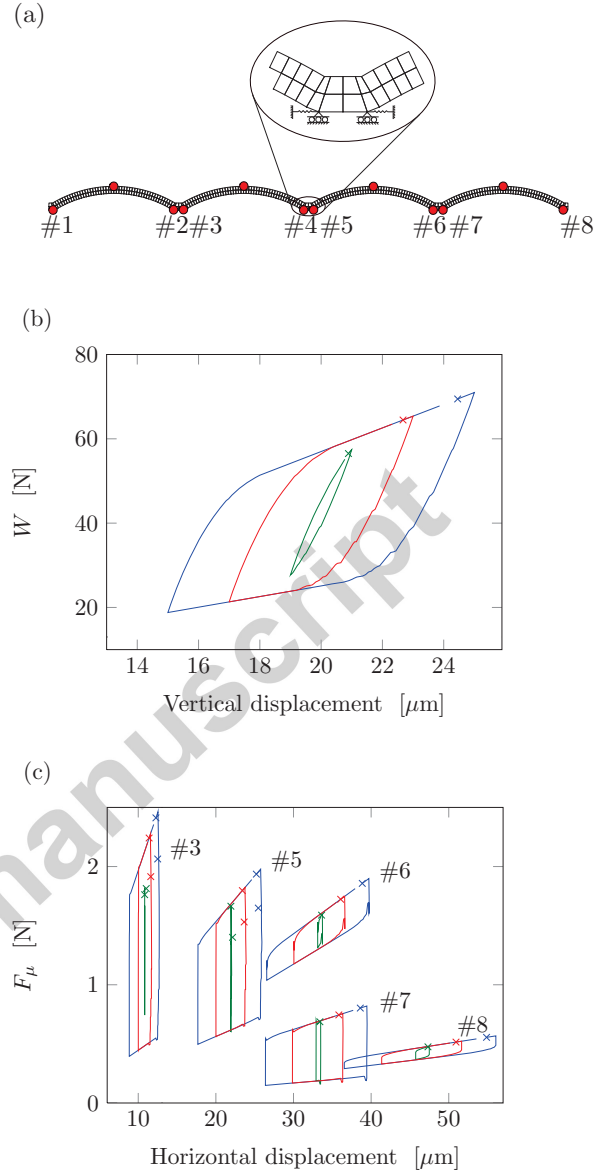 (a)
#1 #2#3 #4 #5 #6 #7 #8
(b)
80
60
40
20
W [N]
14 16 18 20 22 24
Vertical displacement [μm]
manuscript
(c)
2
1
0
F_μ [N]
#3
#5
#6
#7
#8
10 20 30 40 50
Horizontal displacement [μm]